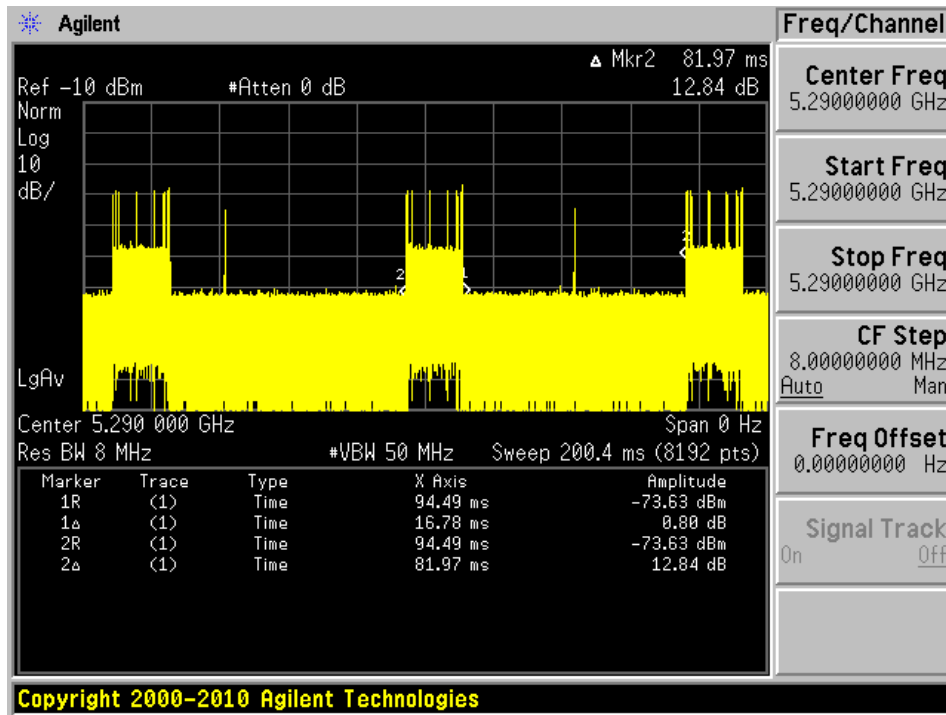 Agilent
Freq/Channel
Δ Mkr2 81.97 ms
Ref -10 dBm #Atten 0 dB 12.84 dB
Norm
Log
10
dB/
2
2
1
LgAv
Center 5.290 000 GHz Span 0 Hz
Res BW 8 MHz #VBW 50 MHz Sweep 200.4 ms (8192 pts)
Marker Trace Type X Axis Amplitude
1R (1) Time 94.49 ms -73.63 dBm
1Δ (1) Time 16.78 ms 0.80 dB
2R (1) Time 94.49 ms -73.63 dBm
2Δ (1) Time 81.97 ms 12.84 dB
Center Freq
5.29000000 GHz
Start Freq
5.29000000 GHz
Stop Freq
5.29000000 GHz
CF Step
8.00000000 MHz
Auto Man
Freq Offset
0.00000000 Hz
Signal Track
On Off
Copyright 2000-2010 Agilent Technologies